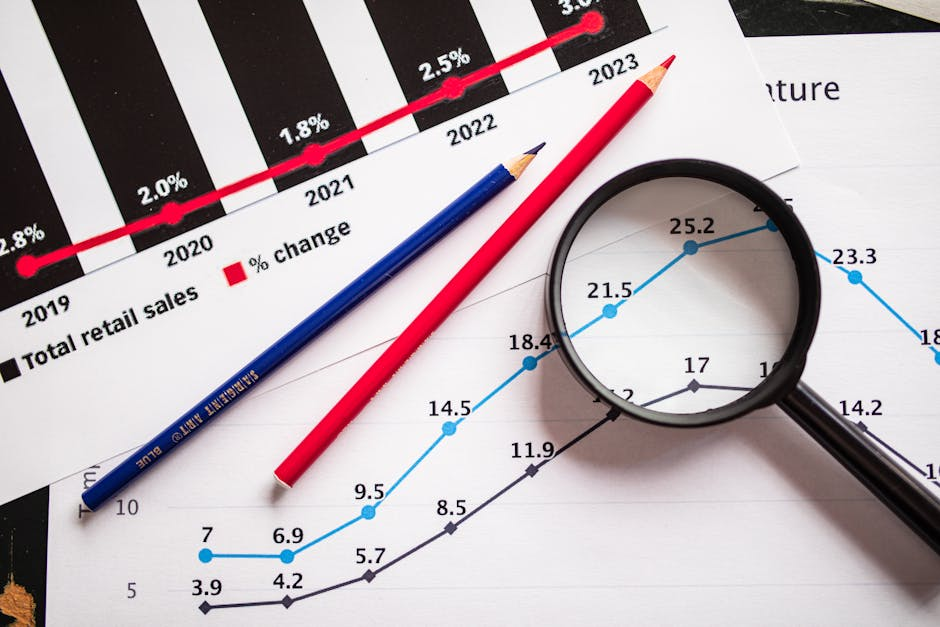 2.8% 2.0% 1.8% 2.5% 3.0
2019 2020 2021 2022 2023
Total retail sales % change
SARGENT ART® BLUE
ature
25.2 23.3
21.5
18.4 17
14.5 14.2
11.9
10 9.5 8.5
7 6.9 5.7
5 3.9 4.2